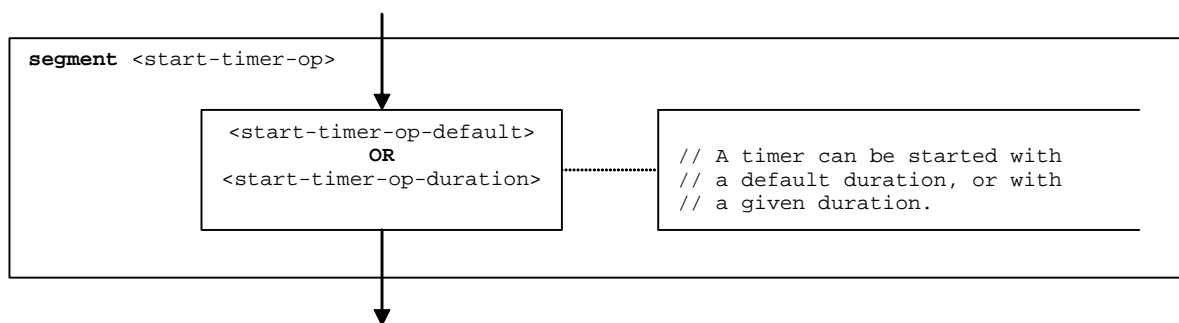 segment <start-timer-op>
<start-timer-op-default>
OR
<start-timer-op-duration>
// A timer can be started with
// a default duration, or with
// a given duration.